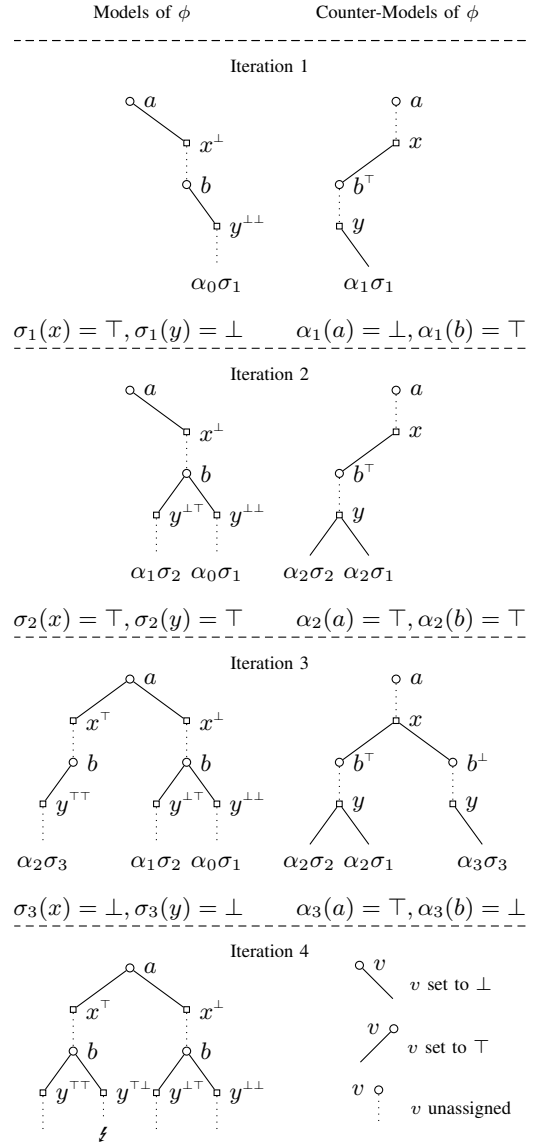 Models of ϕ Counter-Models of ϕ
Iteration 1
a a
x^⊥ x
b b^⊤
y^⊥⊥ y
α₀σ₁ α₁σ₁
σ₁(x) = ⊤, σ₁(y) = ⊥ α₁(a) = ⊥, α₁(b) = ⊤
Iteration 2
a a
x^⊥ x
b b^⊤
y^⊥⊤ y^⊥⊥ y
α₁σ₂ α₀σ₁ α₂σ₂ α₂σ₁
σ₂(x) = ⊤, σ₂(y) = ⊤ α₂(a) = ⊤, α₂(b) = ⊤
Iteration 3
a a
x^⊤ x^⊥ x
b b b^⊤ b^⊥
y^⊤⊤ y^⊥⊤ y^⊥⊥ y y
α₂σ₃ α₁σ₂ α₀σ₁ α₂σ₂ α₂σ₁ α₃σ₃
σ₃(x) = ⊥, σ₃(y) = ⊥ α₃(a) = ⊤, α₃(b) = ⊥
Iteration 4
a v v set to ⊥
x^⊤ x^⊥
b b v v set to ⊤
y^⊤⊤ y^⊤⊥ y^⊥⊤ y^⊥⊥ v v unassigned